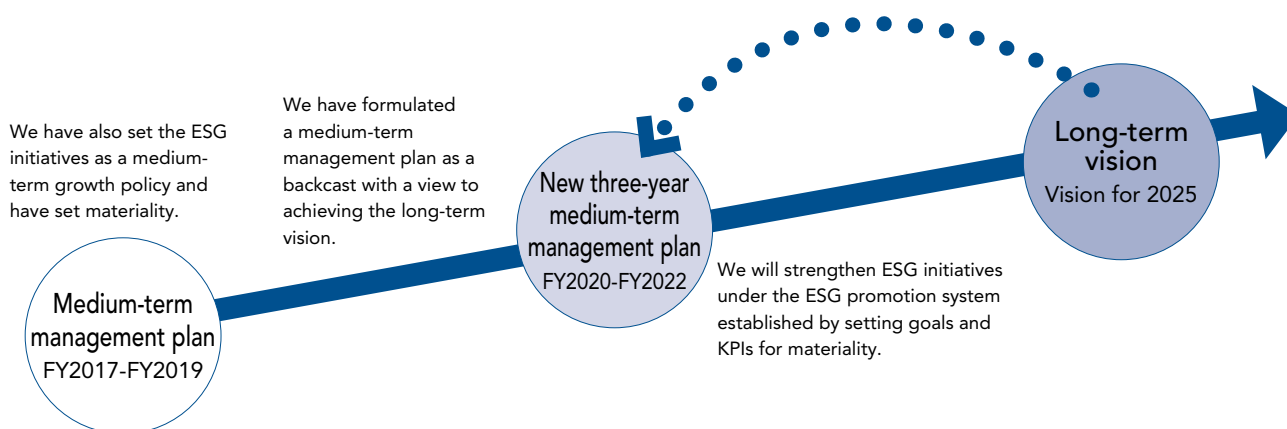 We have also set the ESG
initiatives as a medium-
term growth policy and
have set materiality.
Medium-term
management plan
FY2017-FY2019
We have formulated
a medium-term
management plan as a
backcast with a view to
achieving the long-term
vision.
New three-year
medium-term
management plan
FY2020-FY2022
We will strengthen ESG initiatives
under the ESG promotion system
established by setting goals and
KPIs for materiality.
Long-term
vision
Vision for 2025